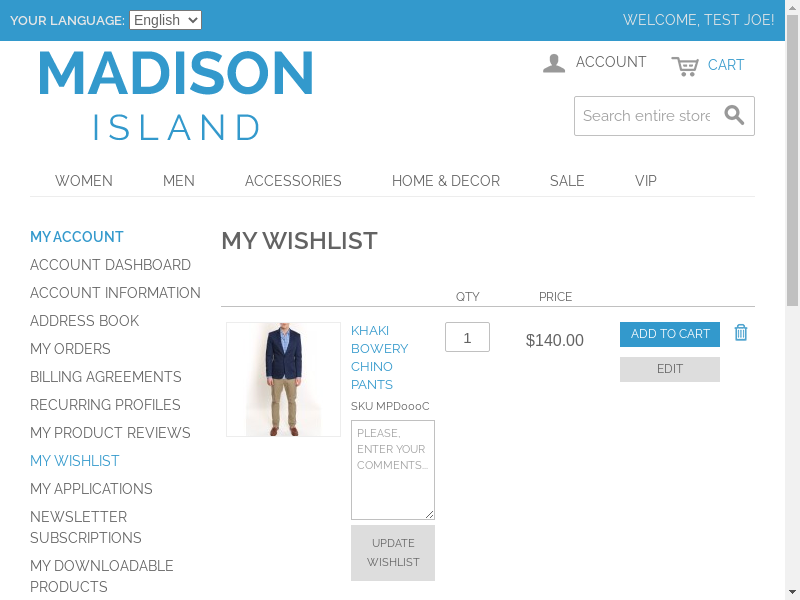 YOUR LANGUAGE: English
WELCOME, TEST JOE!
MADISON
ISLAND
ACCOUNT
CART
Search entire store
WOMEN MEN ACCESSORIES HOME & DECOR SALE VIP
MY ACCOUNT
ACCOUNT DASHBOARD
ACCOUNT INFORMATION
ADDRESS BOOK
MY ORDERS
BILLING AGREEMENTS
RECURRING PROFILES
MY PRODUCT REVIEWS
MY WISHLIST
MY APPLICATIONS
NEWSLETTER
SUBSCRIPTIONS
MY DOWNLOADABLE
PRODUCTS
MY WISHLIST
QTY PRICE
KHAKI
BOWERY
CHINO
PANTS
SKU MPD000C
PLEASE,
ENTER YOUR
COMMENTS...
UPDATE
WISHLIST
1
$140.00
ADD TO CART
EDIT